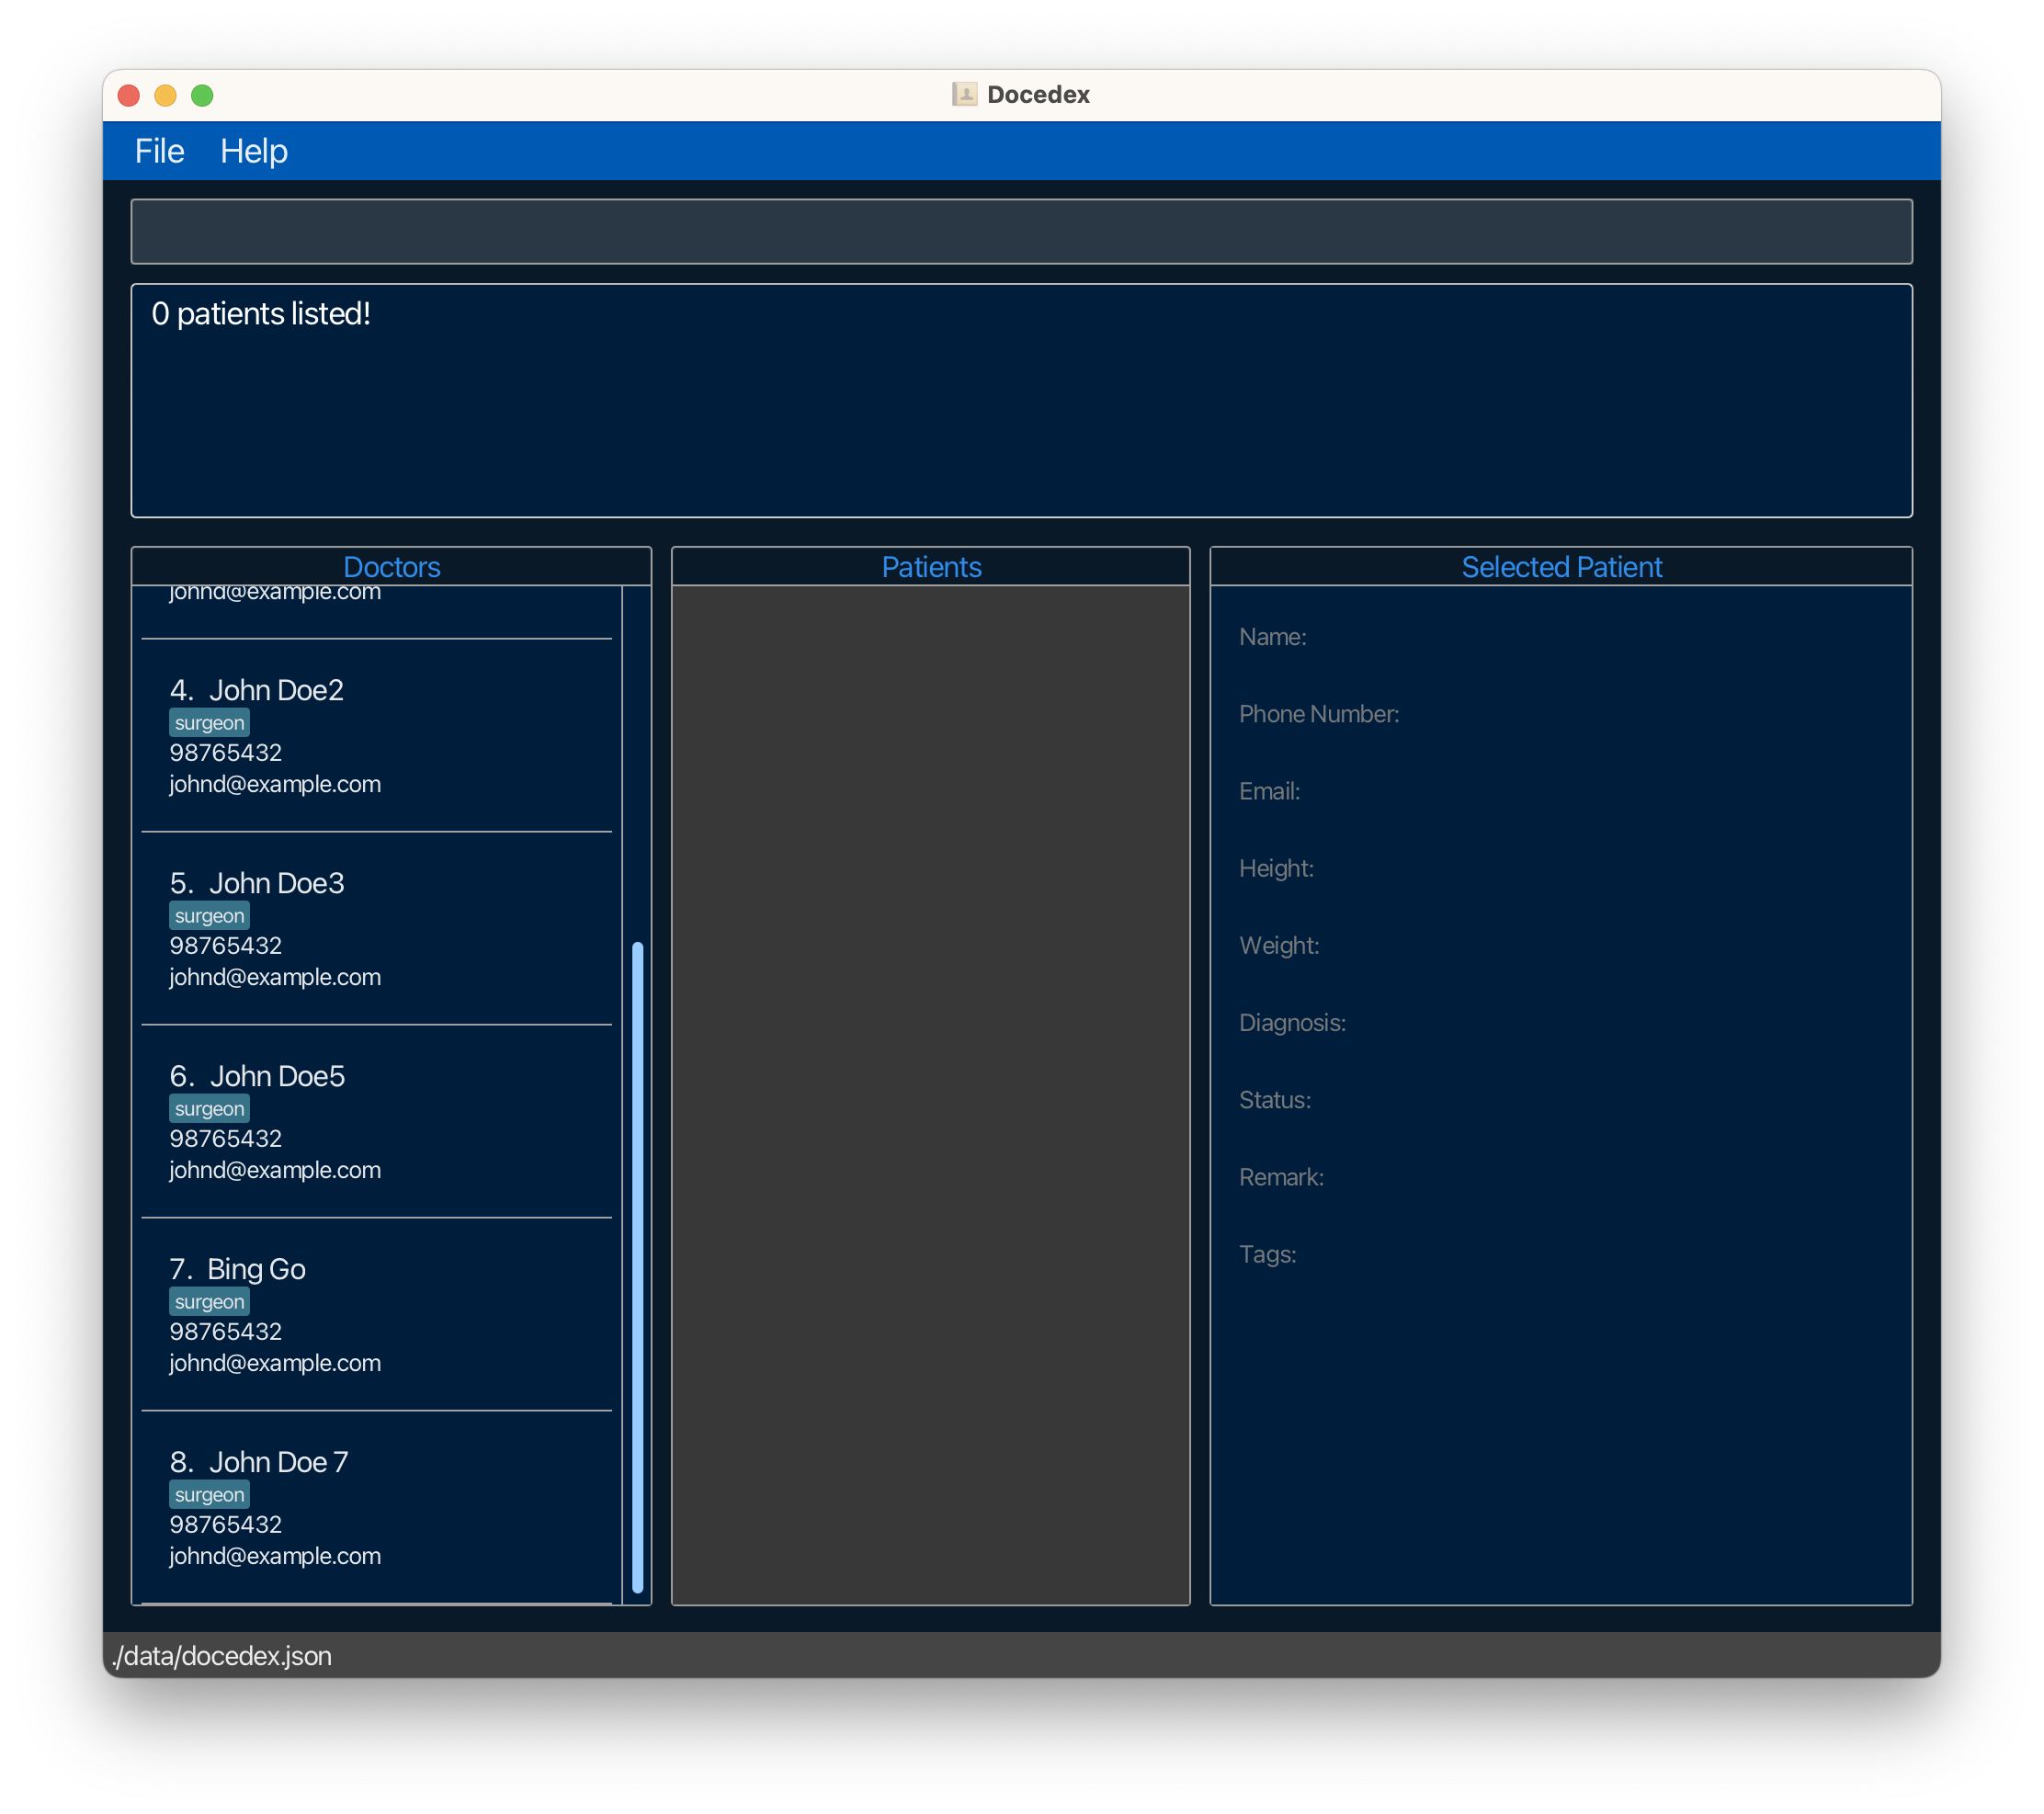 Docedex
File Help
0 patients listed!
Doctors
johnd@example.com
4. John Doe2
surgeon
98765432
johnd@example.com
5. John Doe3
surgeon
98765432
johnd@example.com
6. John Doe5
surgeon
98765432
johnd@example.com
7. Bing Go
surgeon
98765432
johnd@example.com
8. John Doe 7
surgeon
98765432
johnd@example.com
Patients
Selected Patient
Name:
Phone Number:
Email:
Height:
Weight:
Diagnosis:
Status:
Remark:
Tags:
./data/docedex.json